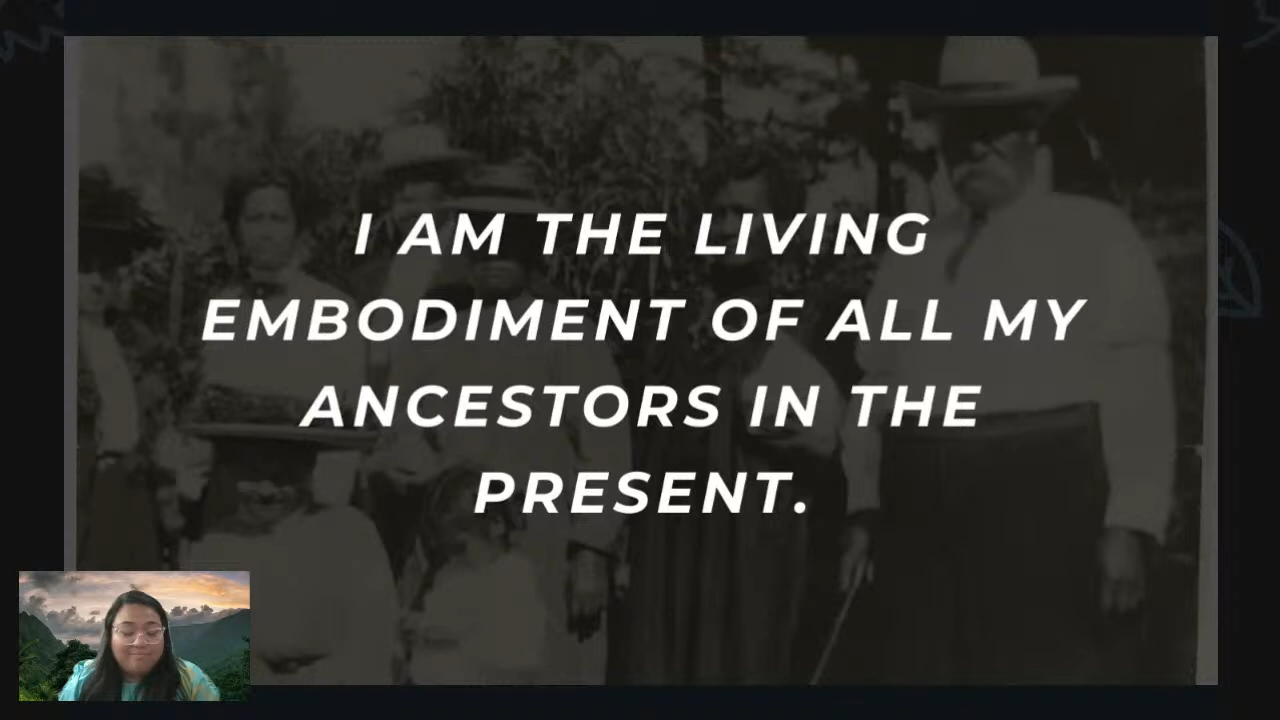 I AM THE LIVING
EMBODIMENT OF ALL MY
ANCESTORS IN THE
PRESENT.